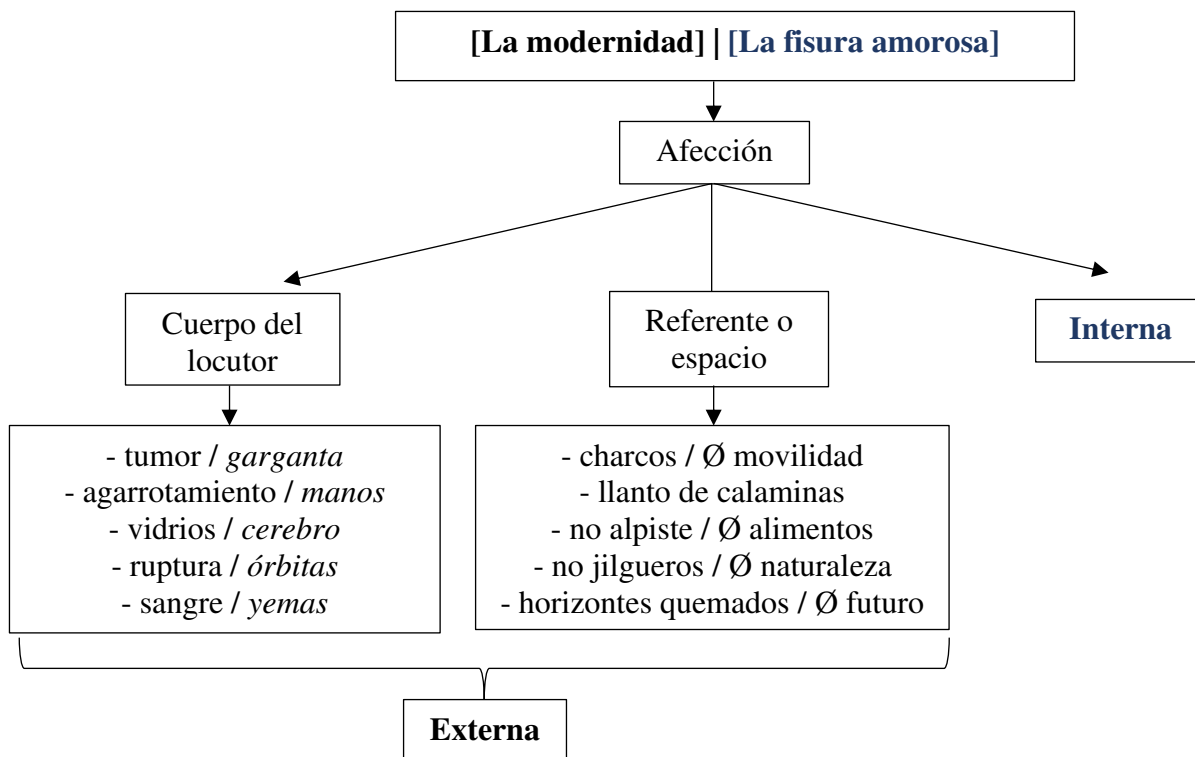 [La modernidad] | [La fisura amorosa]
Afección
Cuerpo del
locutor
Referente o
espacio
Interna
- tumor / garganta
- agarrotamiento / manos
- vidrios / cerebro
- ruptura / órbitas
- sangre / yemas
- charcos / Ø movilidad
- llanto de calaminas
- no alpiste / Ø alimentos
- no jilgueros / Ø naturaleza
- horizontes quemados / Ø futuro
Externa